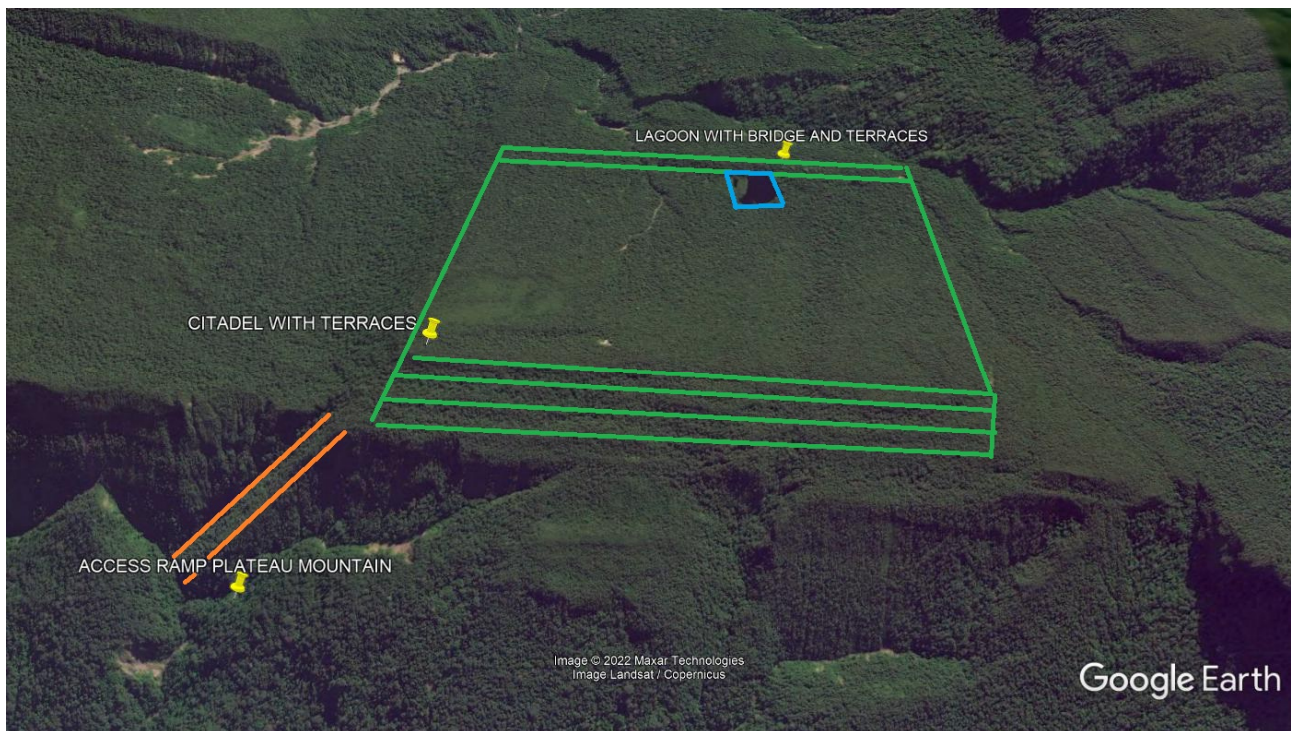 LAGOON WITH BRIDGE AND TERRACES
CITADEL WITH TERRACES
ACCESS RAMP PLATEAU MOUNTAIN
Image © 2022 Maxar Technologies
Image Landsat / Copernicus
Google Earth